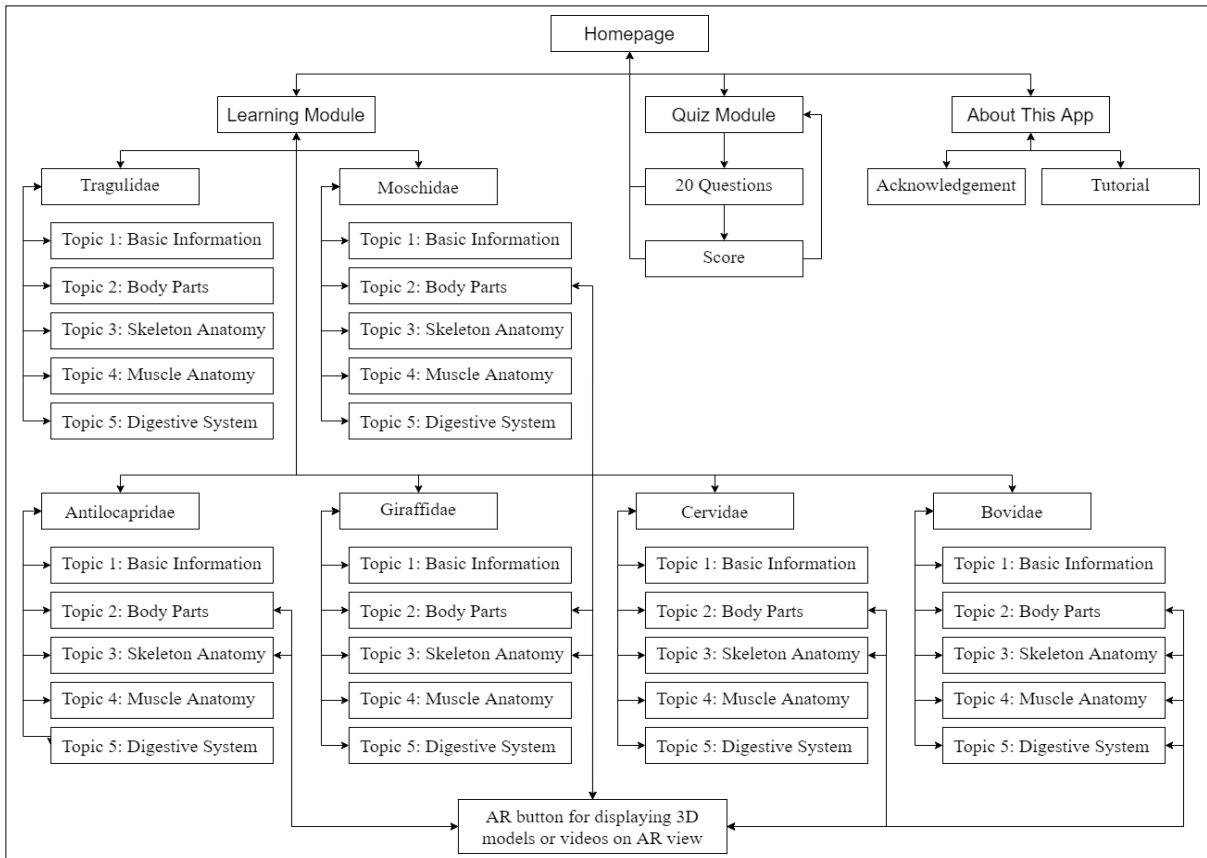 Homepage
Learning Module
Quiz Module
About This App
Tragulidae
Moschidae
20 Questions
Acknowledgement
Tutorial
Topic 1: Basic Information
Topic 2: Body Parts
Topic 3: Skeleton Anatomy
Topic 4: Muscle Anatomy
Topic 5: Digestive System
Topic 1: Basic Information
Topic 2: Body Parts
Topic 3: Skeleton Anatomy
Topic 4: Muscle Anatomy
Topic 5: Digestive System
Score
Antilocapridae
Topic 1: Basic Information
Topic 2: Body Parts
Topic 3: Skeleton Anatomy
Topic 4: Muscle Anatomy
Topic 5: Digestive System
Giraffidae
Topic 1: Basic Information
Topic 2: Body Parts
Topic 3: Skeleton Anatomy
Topic 4: Muscle Anatomy
Topic 5: Digestive System
Cervidae
Topic 1: Basic Information
Topic 2: Body Parts
Topic 3: Skeleton Anatomy
Topic 4: Muscle Anatomy
Topic 5: Digestive System
Bovidae
Topic 1: Basic Information
Topic 2: Body Parts
Topic 3: Skeleton Anatomy
Topic 4: Muscle Anatomy
Topic 5: Digestive System
AR button for displaying 3D
models or videos on AR view